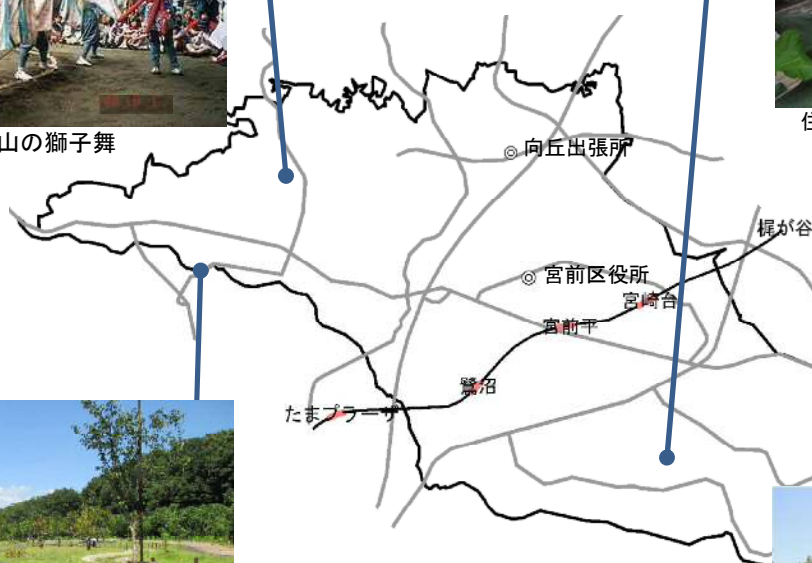 山の獅子舞
◎ 向丘出張所
梶が谷
◎ 宮前区役所
宮崎台
宮前平
鷺沼
たまプラーザ